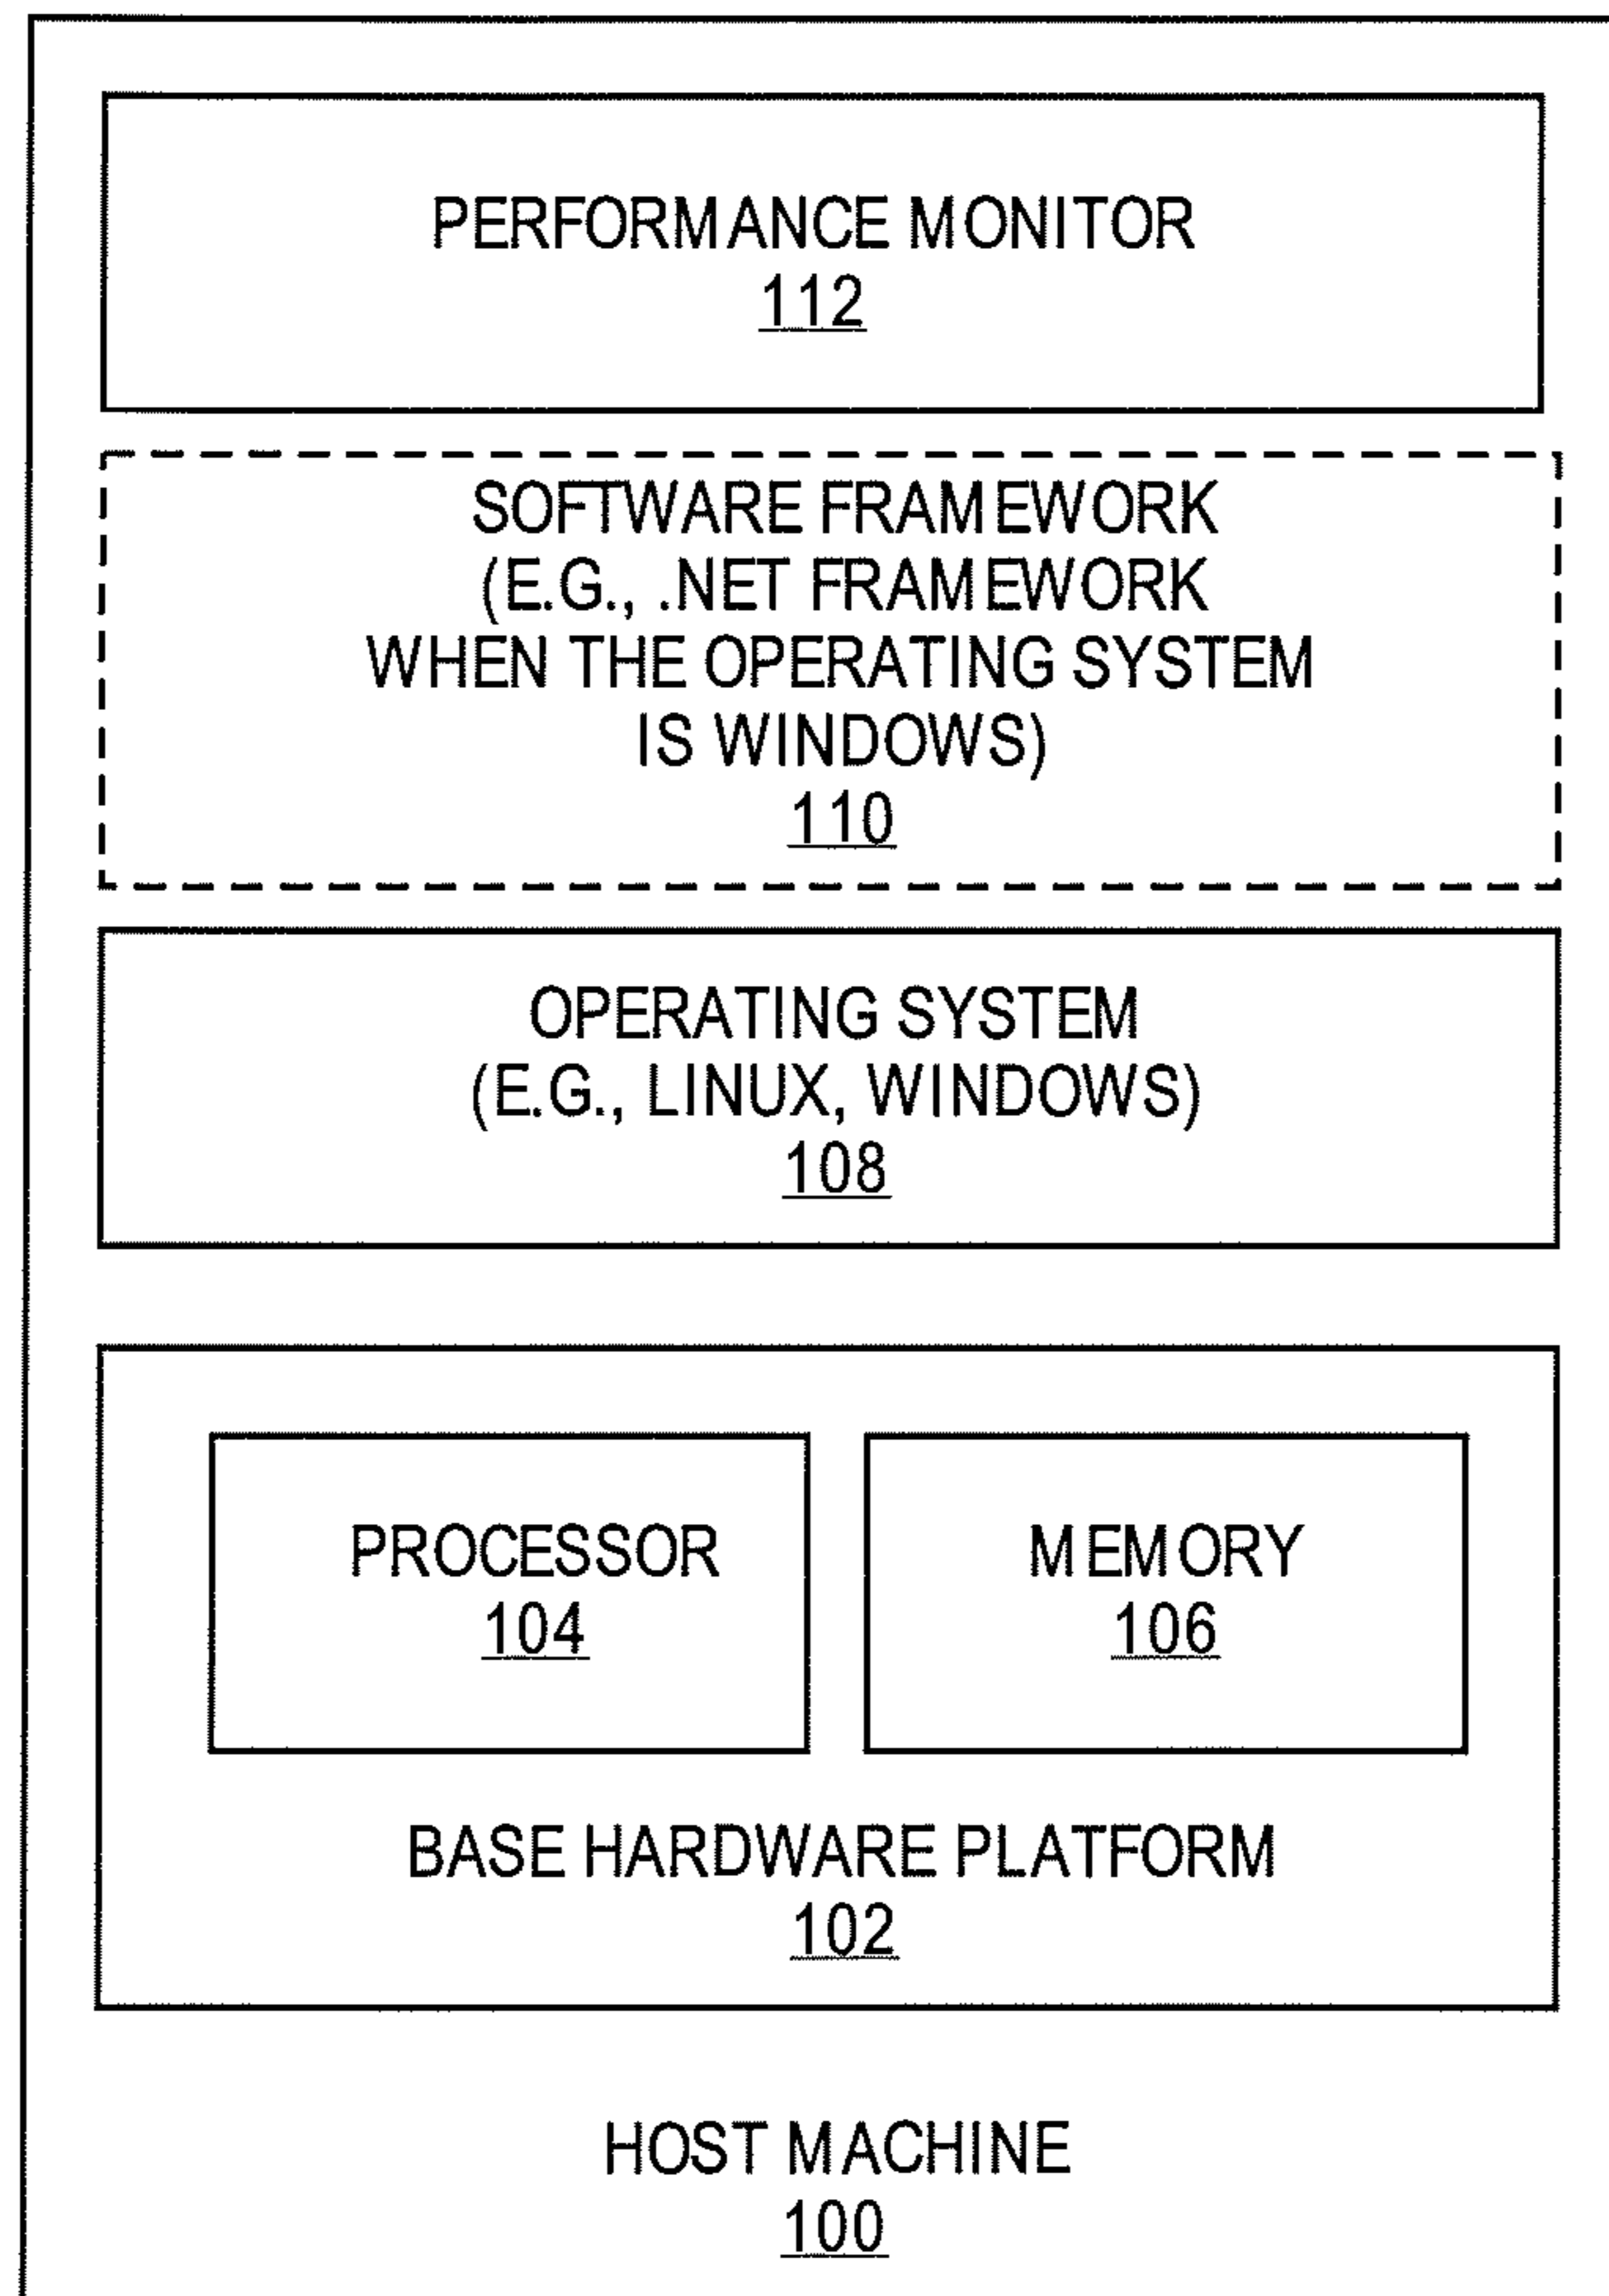 PERFORMANCE MONITOR
112
SOFTWARE FRAMEWORK
(E.G., .NET FRAMEWORK
WHEN THE OPERATING SYSTEM
IS WINDOWS)
110
OPERATING SYSTEM
(E.G., LINUX, WINDOWS)
108
PROCESSOR
104
MEMORY
106
BASE HARDWARE PLATFORM
102
HOST MACHINE
100